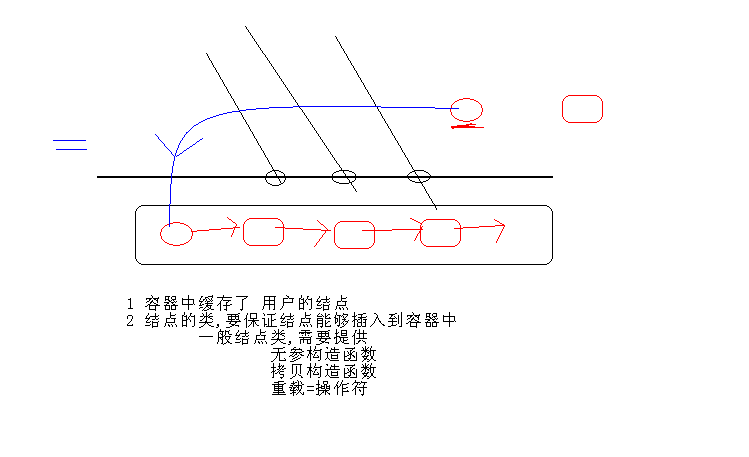 1 容器中缓存了 用户的结点
2 结点的类,要保证结点能够插入到容器中
一般结点类,需要提供
无参构造函数
拷贝构造函数
重载=操作符